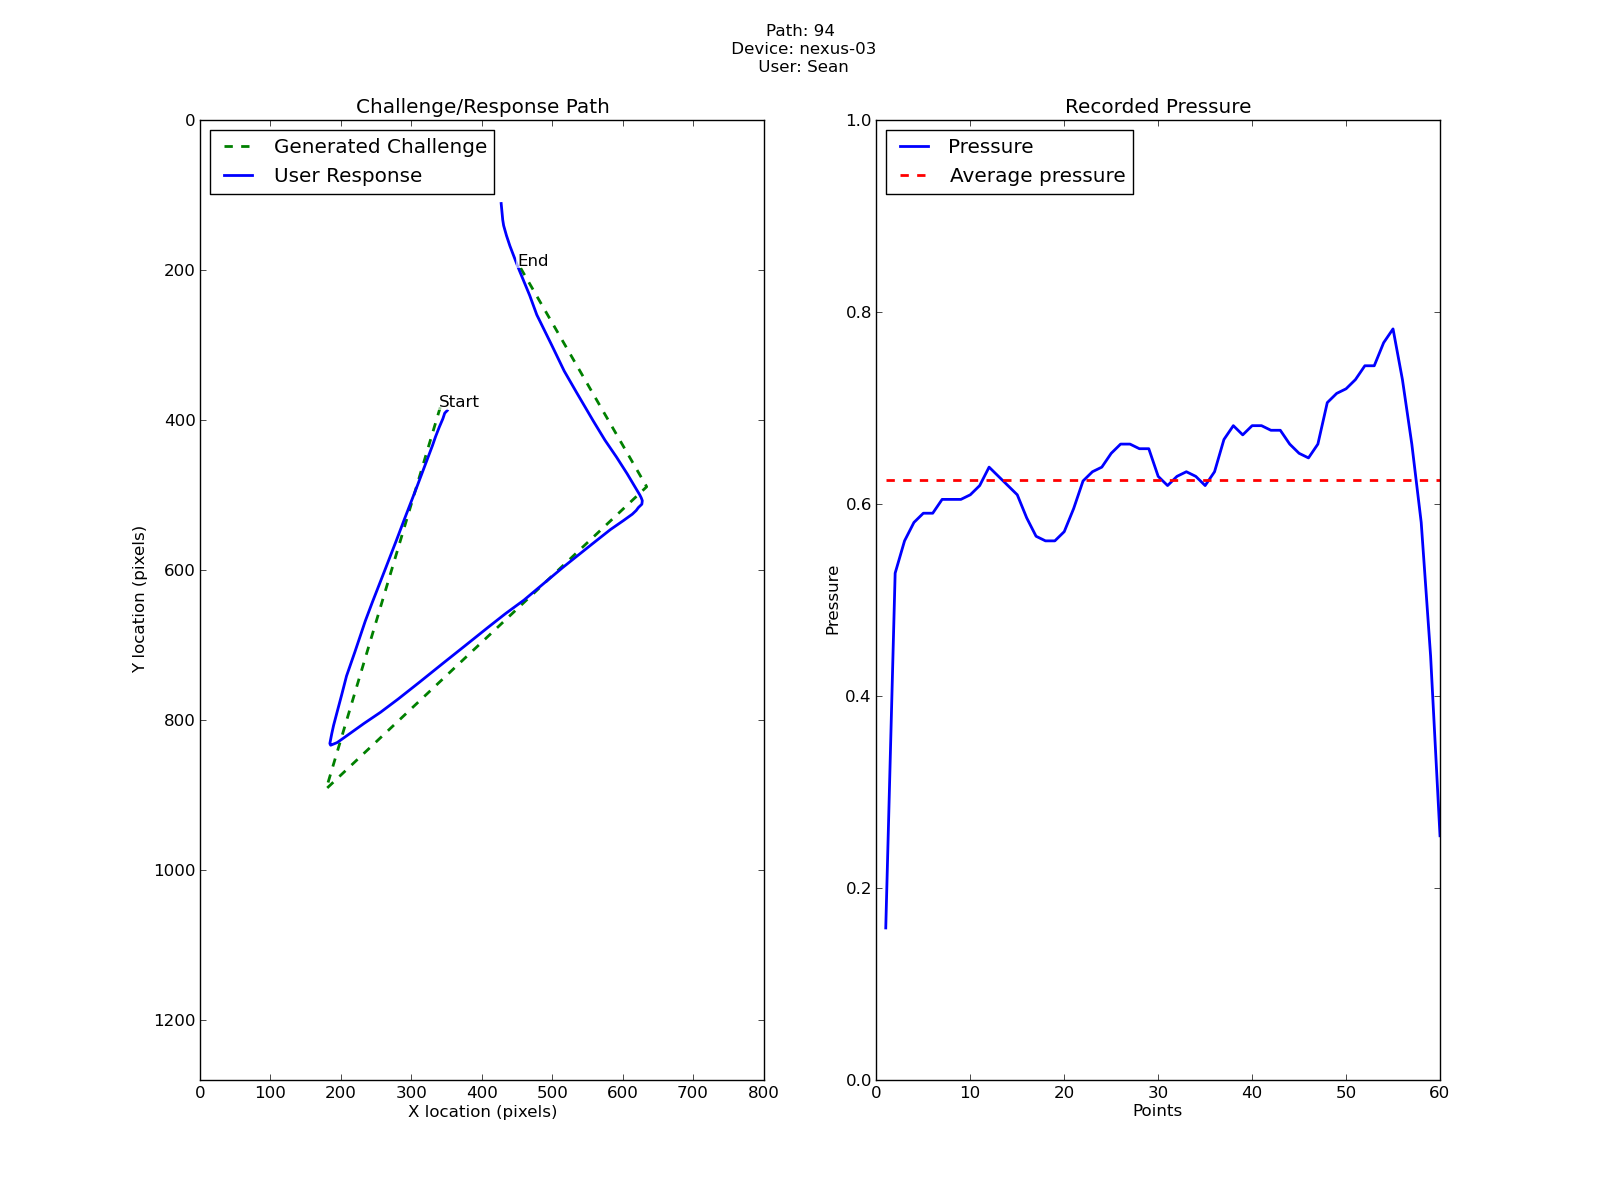 Path: 94
Device: nexus-03
User: Sean
Challenge/Response Path
Generated Challenge
User Response
End
Start
0
200
400
600
800
1000
1200
Y location (pixels)
0 100 200 300 400 500 600 700 800
X location (pixels)
Recorded Pressure
Pressure
Average pressure
1.0
0.8
0.6
0.4
0.2
0.0
Pressure
0 10 20 30 40 50 60
Points